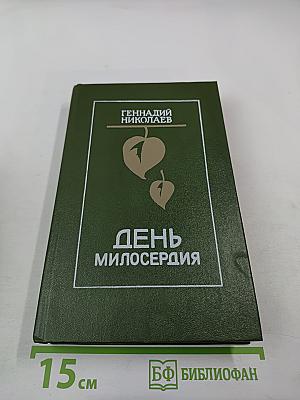 ГЕННАДИЙ
НИКОЛАЕВ
ДЕНЬ
МИЛОСЕРДИЯ
15 см
БФ БИБЛИОФАН